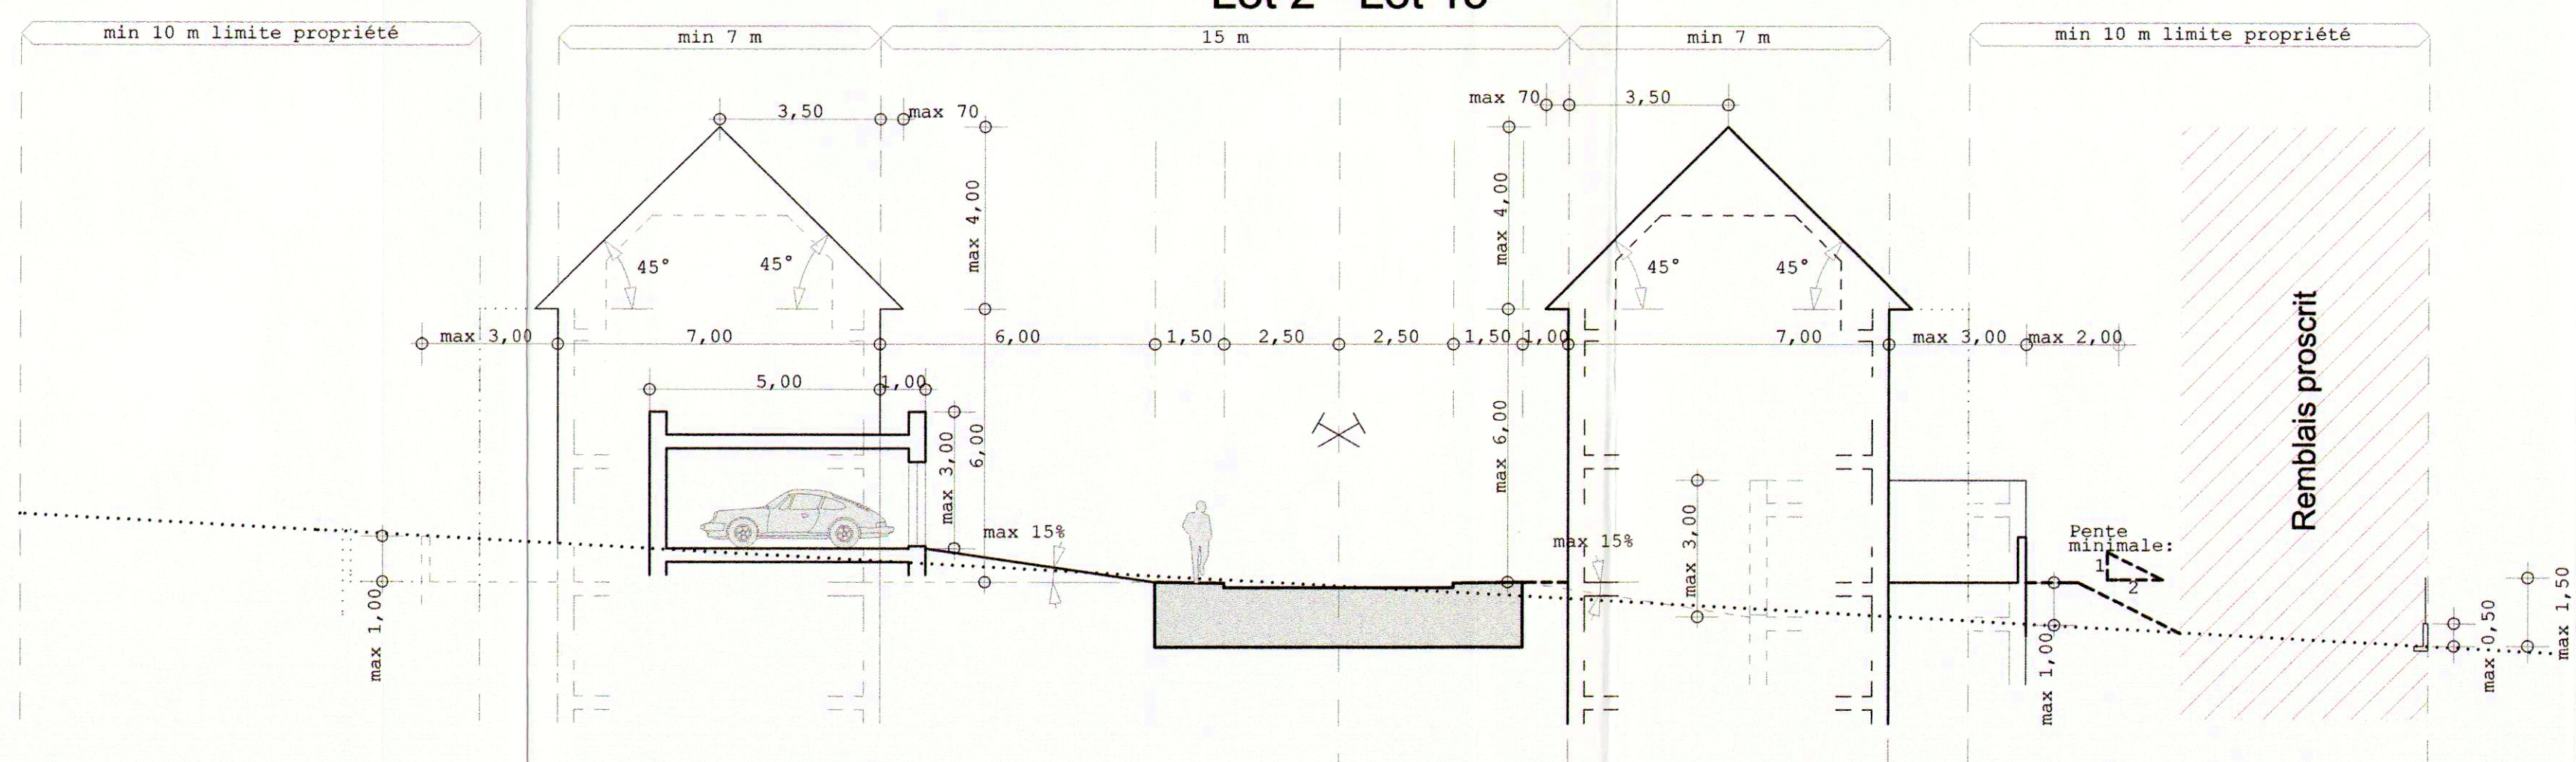 Lot 2 - Lot 18
min 10 m limite propriété
min 7 m
15 m
min 7 m
min 10 m limite propriété
3,50
max 70
max 70
3,50
max 4,00
max 4,00
45°
45°
45°
45°
max 3,00
7,00
6,00
1,50
2,50
2,50
1,50
1,00
7,00
max 3,00
max 2,00
5,00
1,00
max 3,00
6,00
max 6,00
max 15%
max 15%
max 3,00
Pente
minimale:
1
2
Remblais proscrit
max 1,00
max 1,00
max 0,50
max 1,50